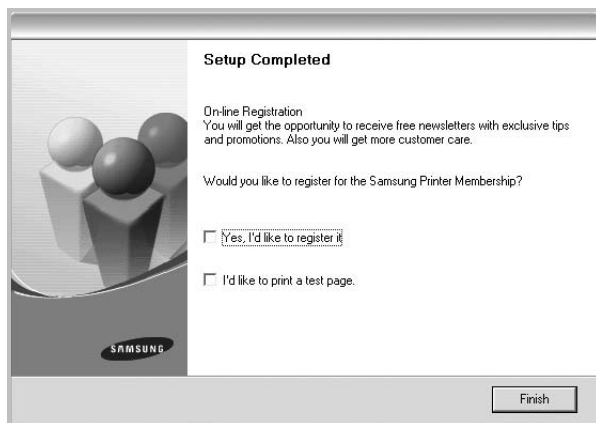 Setup Completed
On-line Registration
You will get the opportunity to receive free newsletters with exclusive tips
and promotions. Also you will get more customer care.
Would you like to register for the Samsung Printer Membership?
Yes, I'd like to register it
I'd like to print a test page.
SAMSUNG
Finish